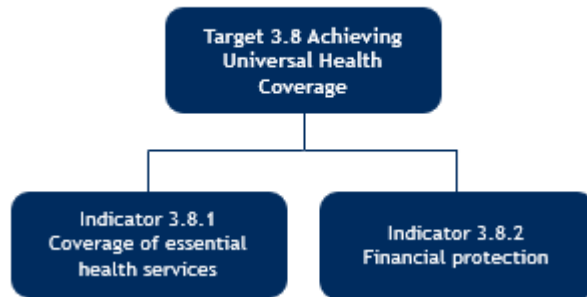 Target 3.8 Achieving
Universal Health
Coverage
Indicator 3.8.1
Coverage of essential
health services
Indicator 3.8.2
Financial protection